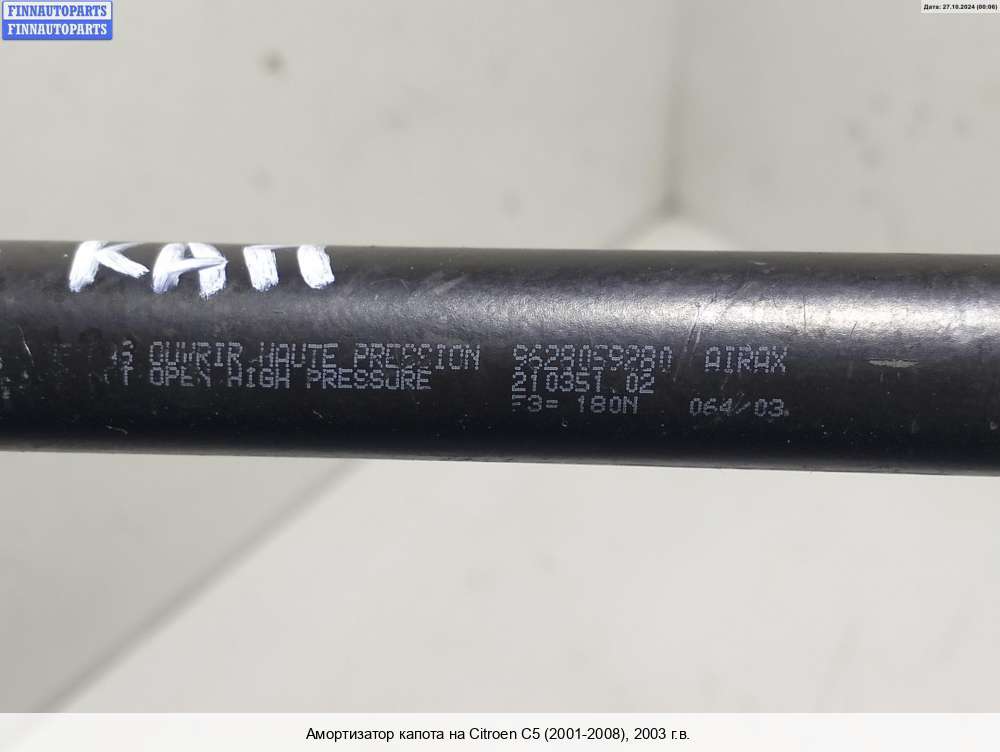 FINNAUTOPARTS
FINNAUTOPARTS
Дата: 27.10.2024 (00:06)
КАП
OUVRIR HAUTE PRESSION 9628059280 AIRAX
OPEN HIGH PRESSURE 210351.02
F3= 180N 064/03
Амортизатор капота на Citroen C5 (2001-2008), 2003 г.в.